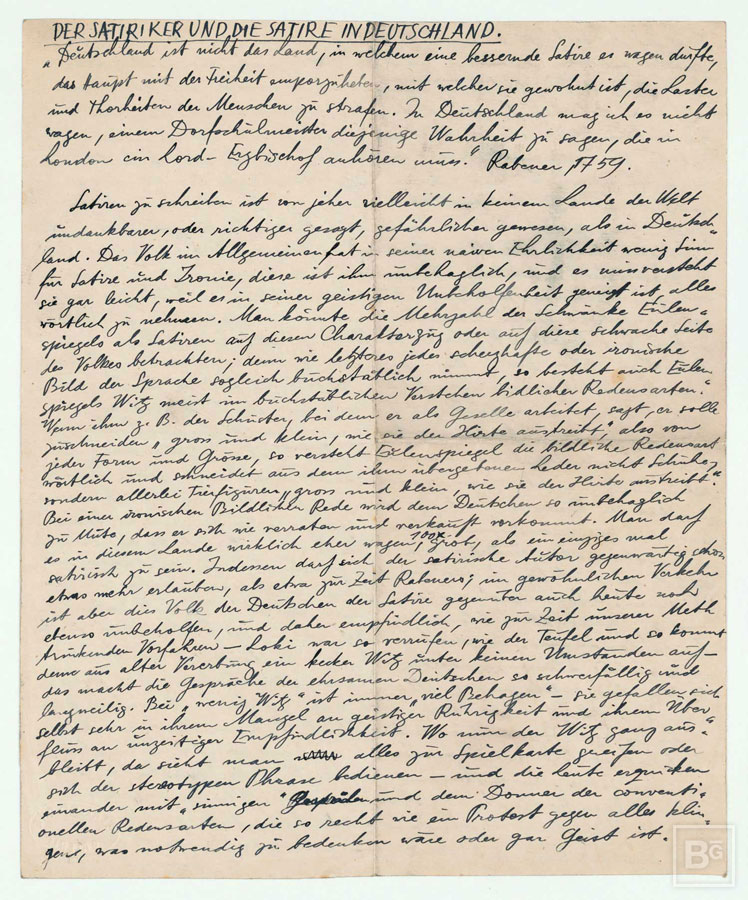 DER SATIRIKER UND DIE SATIRE IN DEUTSCHLAND.
„Deutschland ist nicht das Land, in welchem eine bessernde Satire es wagen durfte,
das Haupt mit der Freiheit emporzuheben, mit welcher sie gewohnt ist, die Laster
und Thorheiten der Menschen zu strafen. In Deutschland mag ich es nicht
wagen, einem Dorfschulmeister diejenige Wahrheit zu sagen, die in
London ein Lord-Erzbischof anhören muss." Rabener 1759.
Satiren zu schreiben ist von jeher vielleicht in keinem Lande der Welt
undankbarer, oder richtiger gesagt, gefährlicher gewesen, als in Deutsch-
land. Das Volk im Allgemeinen hat in seiner naiven Ehrlichkeit wenig Sinn
für Satire und Ironie, diese ist ihm unbehaglich, und es missversteht
sie gar leicht, weil es in seiner geistigen Unbeholfenheit geneigt ist, alles
wörtlich zu nehmen. Man könnte die Mehrzahl der Schwänke Eulen-
spiegels als Satiren auf diesen Charakterzug oder auf diese schwache Seite
des Volkes betrachten; denn wie letzteres jedes scherzhafte oder ironische
Bild der Sprache sogleich buchstäblich nimmt, so besteht auch Eulen-
spiegels Witz meist im buchstäblichen Verstehen bildlicher Redensarten.
Wenn ihm z. B. der Schuster, bei dem er als Geselle arbeitet, sagt, er solle
zuschneiden „gross und klein, wie sie der Hirte austreibt" also von
jeder Form und Grösse, so versteht Eulenspiegel die bildliche Redensart
wörtlich und schneidet aus dem ihm übergebenen Leder nicht Schuhe,
sondern allerlei Tierfiguren „gross und klein, wie sie der Hirte austreibt".
Bei einer ironischen Bildlichen Rede wird dem Deutschen so unbehaglich
zu Mute, dass er sich wie verraten und verkauft vorkommt. Man darf
es in diesem Lande wirklich eher wagen, 100x grob, als ein einziges mal
satirisch zu sein. Indessen darf sich der satirische Autor gegenwärtig schon
etwas mehr erlauben, als etwa zur Zeit Rabeners; im gewöhnlichen Verkehr
ist aber dies Volk der Deutschen der Satire gegenüber auch heute noch
ebenso unbeholfen, und daher empfindlich, wie zur Zeit unserer Meth
trinkenden Vorfahren – Loki war so verrufen, wie der Teufel und so kommt
denn aus alter Vererbung ein kecker Witz unter keinen Umständen auf –
das macht die Gespräche der ehrsamen Deutschen so schwerfällig und
langweilig. Bei „wenig Witz" ist immer „viel Behagen" – sie gefallen sich
selbst sehr in ihrem Mangel an geistiger Rührigkeit und ihrem Über-
fluss an unzeitiger Empfindlichkeit. Wo nun der Witz ganz aus-
bleibt, da sieht man alles zur Spielkarte greifen oder
sich der stereotypen Phrase bedienen – und die Leute erquicken
einander mit „sinnigen" und dem Donner der conventi-
onellen Redensarten, die so recht wie ein Protest gegen alles klin-
gen, was notwendig zu bedenken wäre oder gar Geist ist.
BG